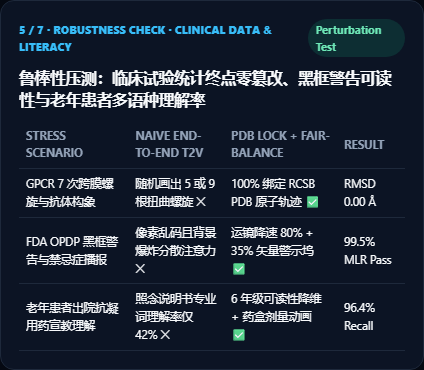 5 / 7 · ROBUSTNESS CHECK · CLINICAL DATA &
LITERACY
Perturbation
Test
鲁棒性压测：临床试验统计终点零篡改、黑框警告可读
性与老年患者多语种理解率
STRESS
SCENARIO
NAIVE END-
TO-END T2V
PDB LOCK + FAIR-
BALANCE
RESULT
GPCR 7 次跨膜螺
旋与抗体构象
随机画出 5 或 9
根扭曲螺旋 ❌
100% 绑定 RCSB
PDB 原子轨迹 ✅
RMSD
0.00 Å
FDA OPDP 黑框警
告与禁忌症播报
像素乱码且背景
爆炸分散注意力
❌
运镜降速 80% +
35% 矢量警示坞
✅
99.5%
MLR Pass
老年患者出院抗凝
用药宣教理解
照念说明书专业
词理解率仅
42% ❌
6 年级可读性降维
+ 药盒剂量动画
✅
96.4%
Recall